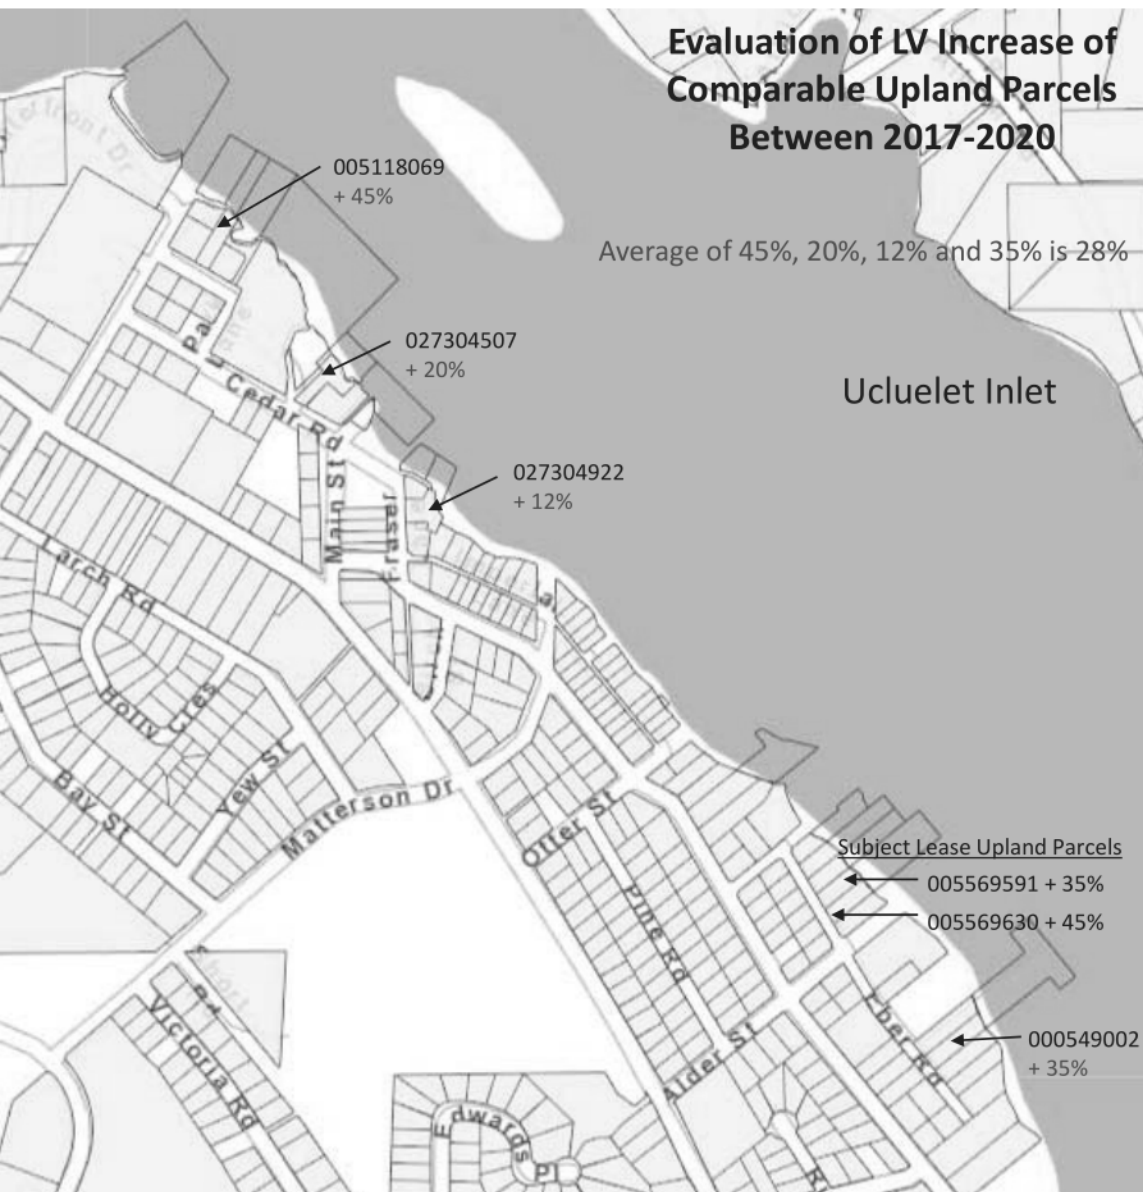 Evaluation of LV Increase of
Comparable Upland Parcels
Between 2017-2020
005118069
+ 45%
Average of 45%, 20%, 12% and 35% is 28%
027304507
+ 20%
Ucluelet Inlet
Cedar Rd
027304922
+ 12%
Main St
Fraser
Larch Rd
Holly Cres
Yew St
Bay St
Matterson Dr
Otter St
Pine Rd
Subject Lease Upland Parcels
005569591 + 35%
005569630 + 45%
Short Rd
Victoria Rd
Alder St
000549002
+ 35%
Edwards Pl